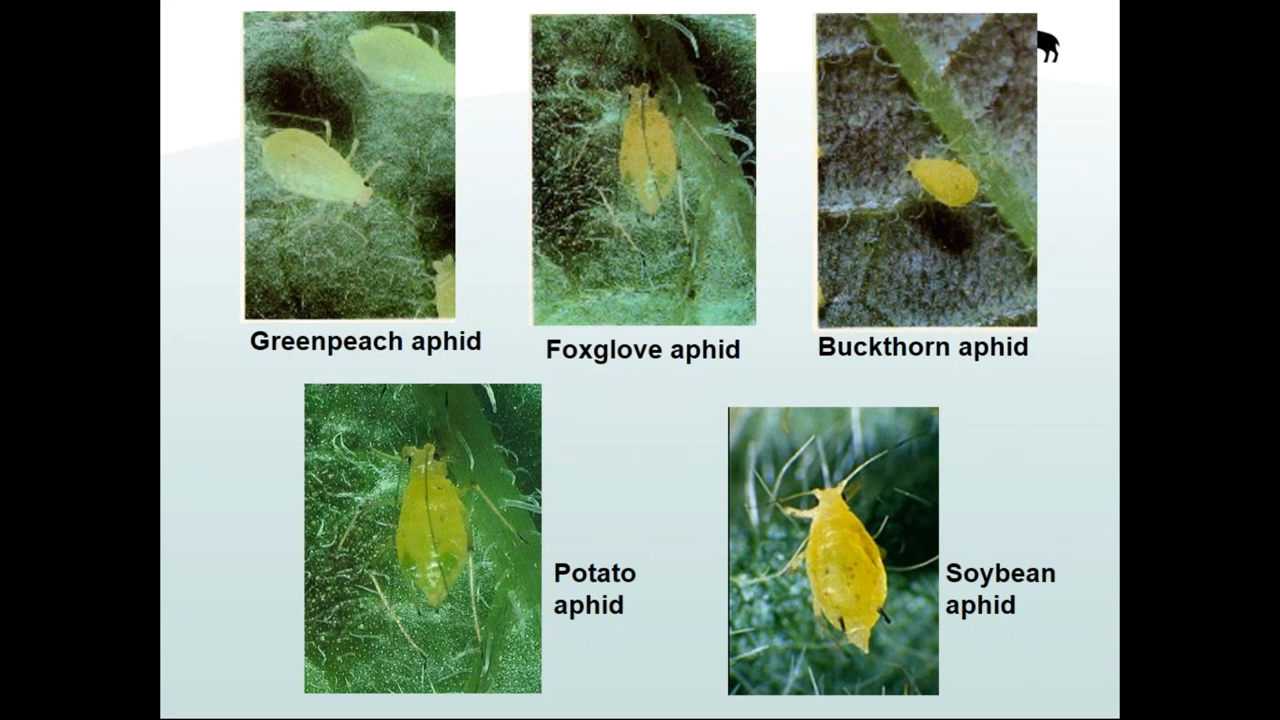 Greenpeach aphid
Foxglove aphid
Buckthorn aphid
Potato
aphid
Soybean
aphid